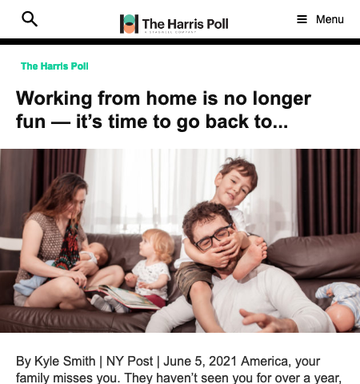 The Harris Poll
A STAGWELL COMPANY
Menu
The Harris Poll
Working from home is no longer
fun — it’s time to go back to...
By Kyle Smith | NY Post | June 5, 2021 America, your
family misses you. They haven’t seen you for over a year,